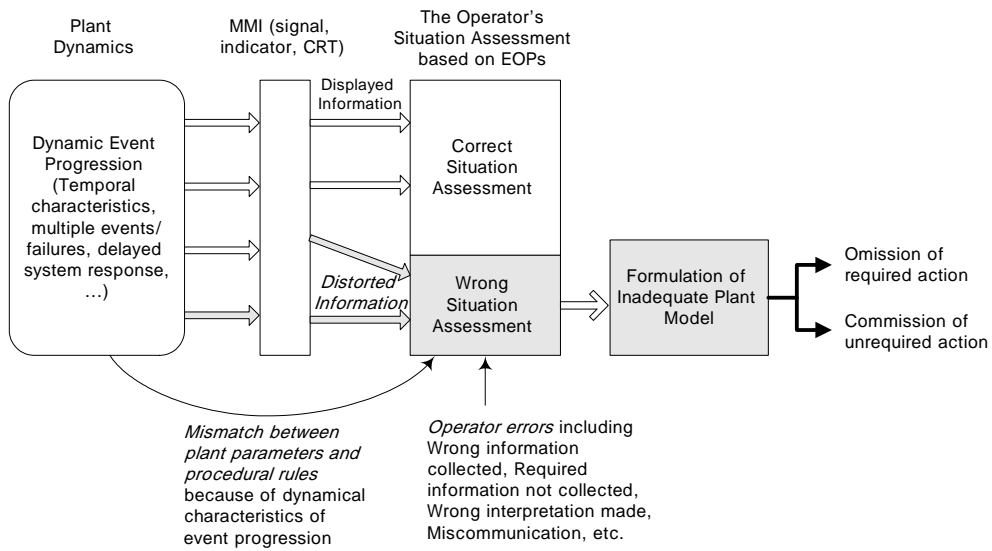 Plant
Dynamics
MMI (signal,
indicator, CRT)
The Operator's
Situation Assessment
based on EOPs
Displayed
Information
Dynamic Event
Progression
(Temporal
characteristics,
multiple events/
failures, delayed
system response,
…)
Correct
Situation
Assessment
Distorted
Information
Wrong
Situation
Assessment
Formulation of
Inadequate Plant
Model
Omission of
required action
Commission of
unrequired action
Mismatch between
plant parameters and
procedural rules
because of dynamical
characteristics of
event progression
Operator errors including
Wrong information
collected, Required
information not collected,
Wrong interpretation made,
Miscommunication, etc.